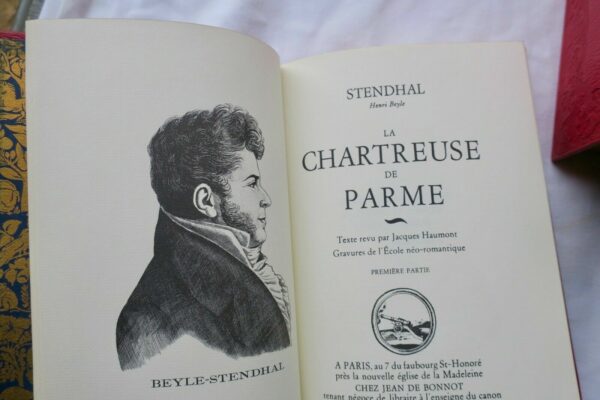 BEYLE-STENDHAL
STENDHAL
Henri Beyle
LA
CHARTREUSE
DE
PARME
Texte revu par Jacques Haumont
Gravures de l'École néo-romantique
PREMIÈRE PARTIE
A PARIS, au 7 du faubourg St-Honoré
près la nouvelle église de la Madeleine
CHEZ JEAN DE BONNOT
tenant négoce de libraire à l'enseigne du canon